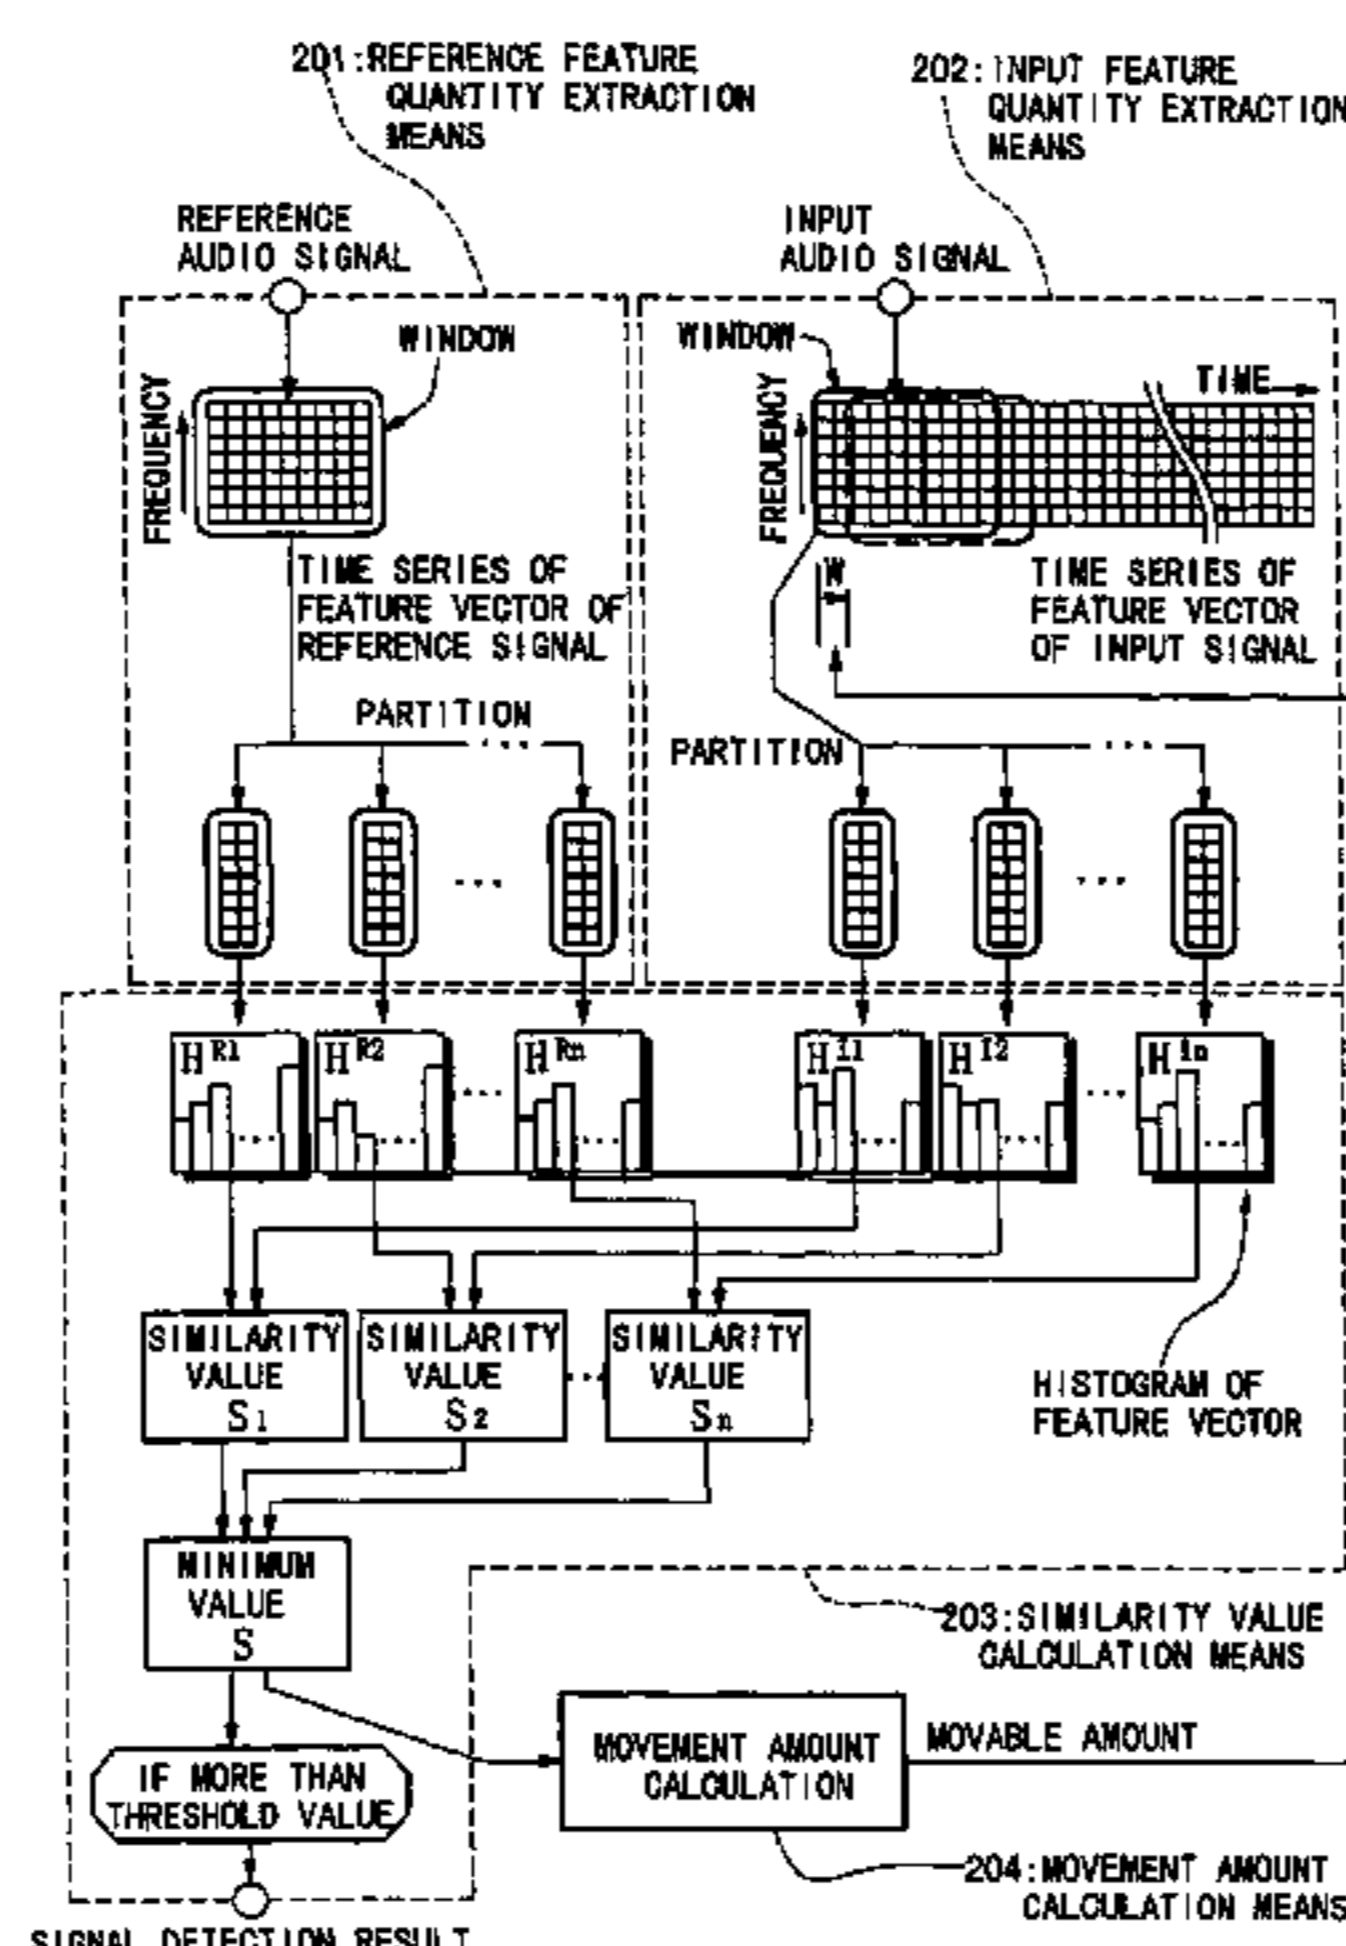 201:REFERENCE FEATURE
QUANTITY EXTRACTION
MEANS
202:INPUT FEATURE
QUANTITY EXTRACTION
MEANS
REFERENCE
AUDIO SIGNAL
INPUT
AUDIO SIGNAL
WINDOW
WINDOW
TIME
FREQUENCY
FREQUENCY
TIME SERIES OF
FEATURE VECTOR OF
REFERENCE SIGNAL
W
TIME SERIES OF
FEATURE VECTOR
OF INPUT SIGNAL
PARTITION
PARTITION
...
...
...
...
H^R1
H^R2
...
H^Rn
H^I1
H^I2
...
H^In
SIMILARITY
VALUE
S1
SIMILARITY
VALUE
S2
...
SIMILARITY
VALUE
Sn
HISTOGRAM OF
FEATURE VECTOR
MINIMUM
VALUE
S
203:SIMILARITY VALUE
CALCULATION MEANS
IF MORE THAN
THRESHOLD VALUE
MOVEMENT AMOUNT
CALCULATION
MOVABLE AMOUNT
204:MOVEMENT AMOUNT
CALCULATION MEANS
SIGNAL DETECTION RESULT